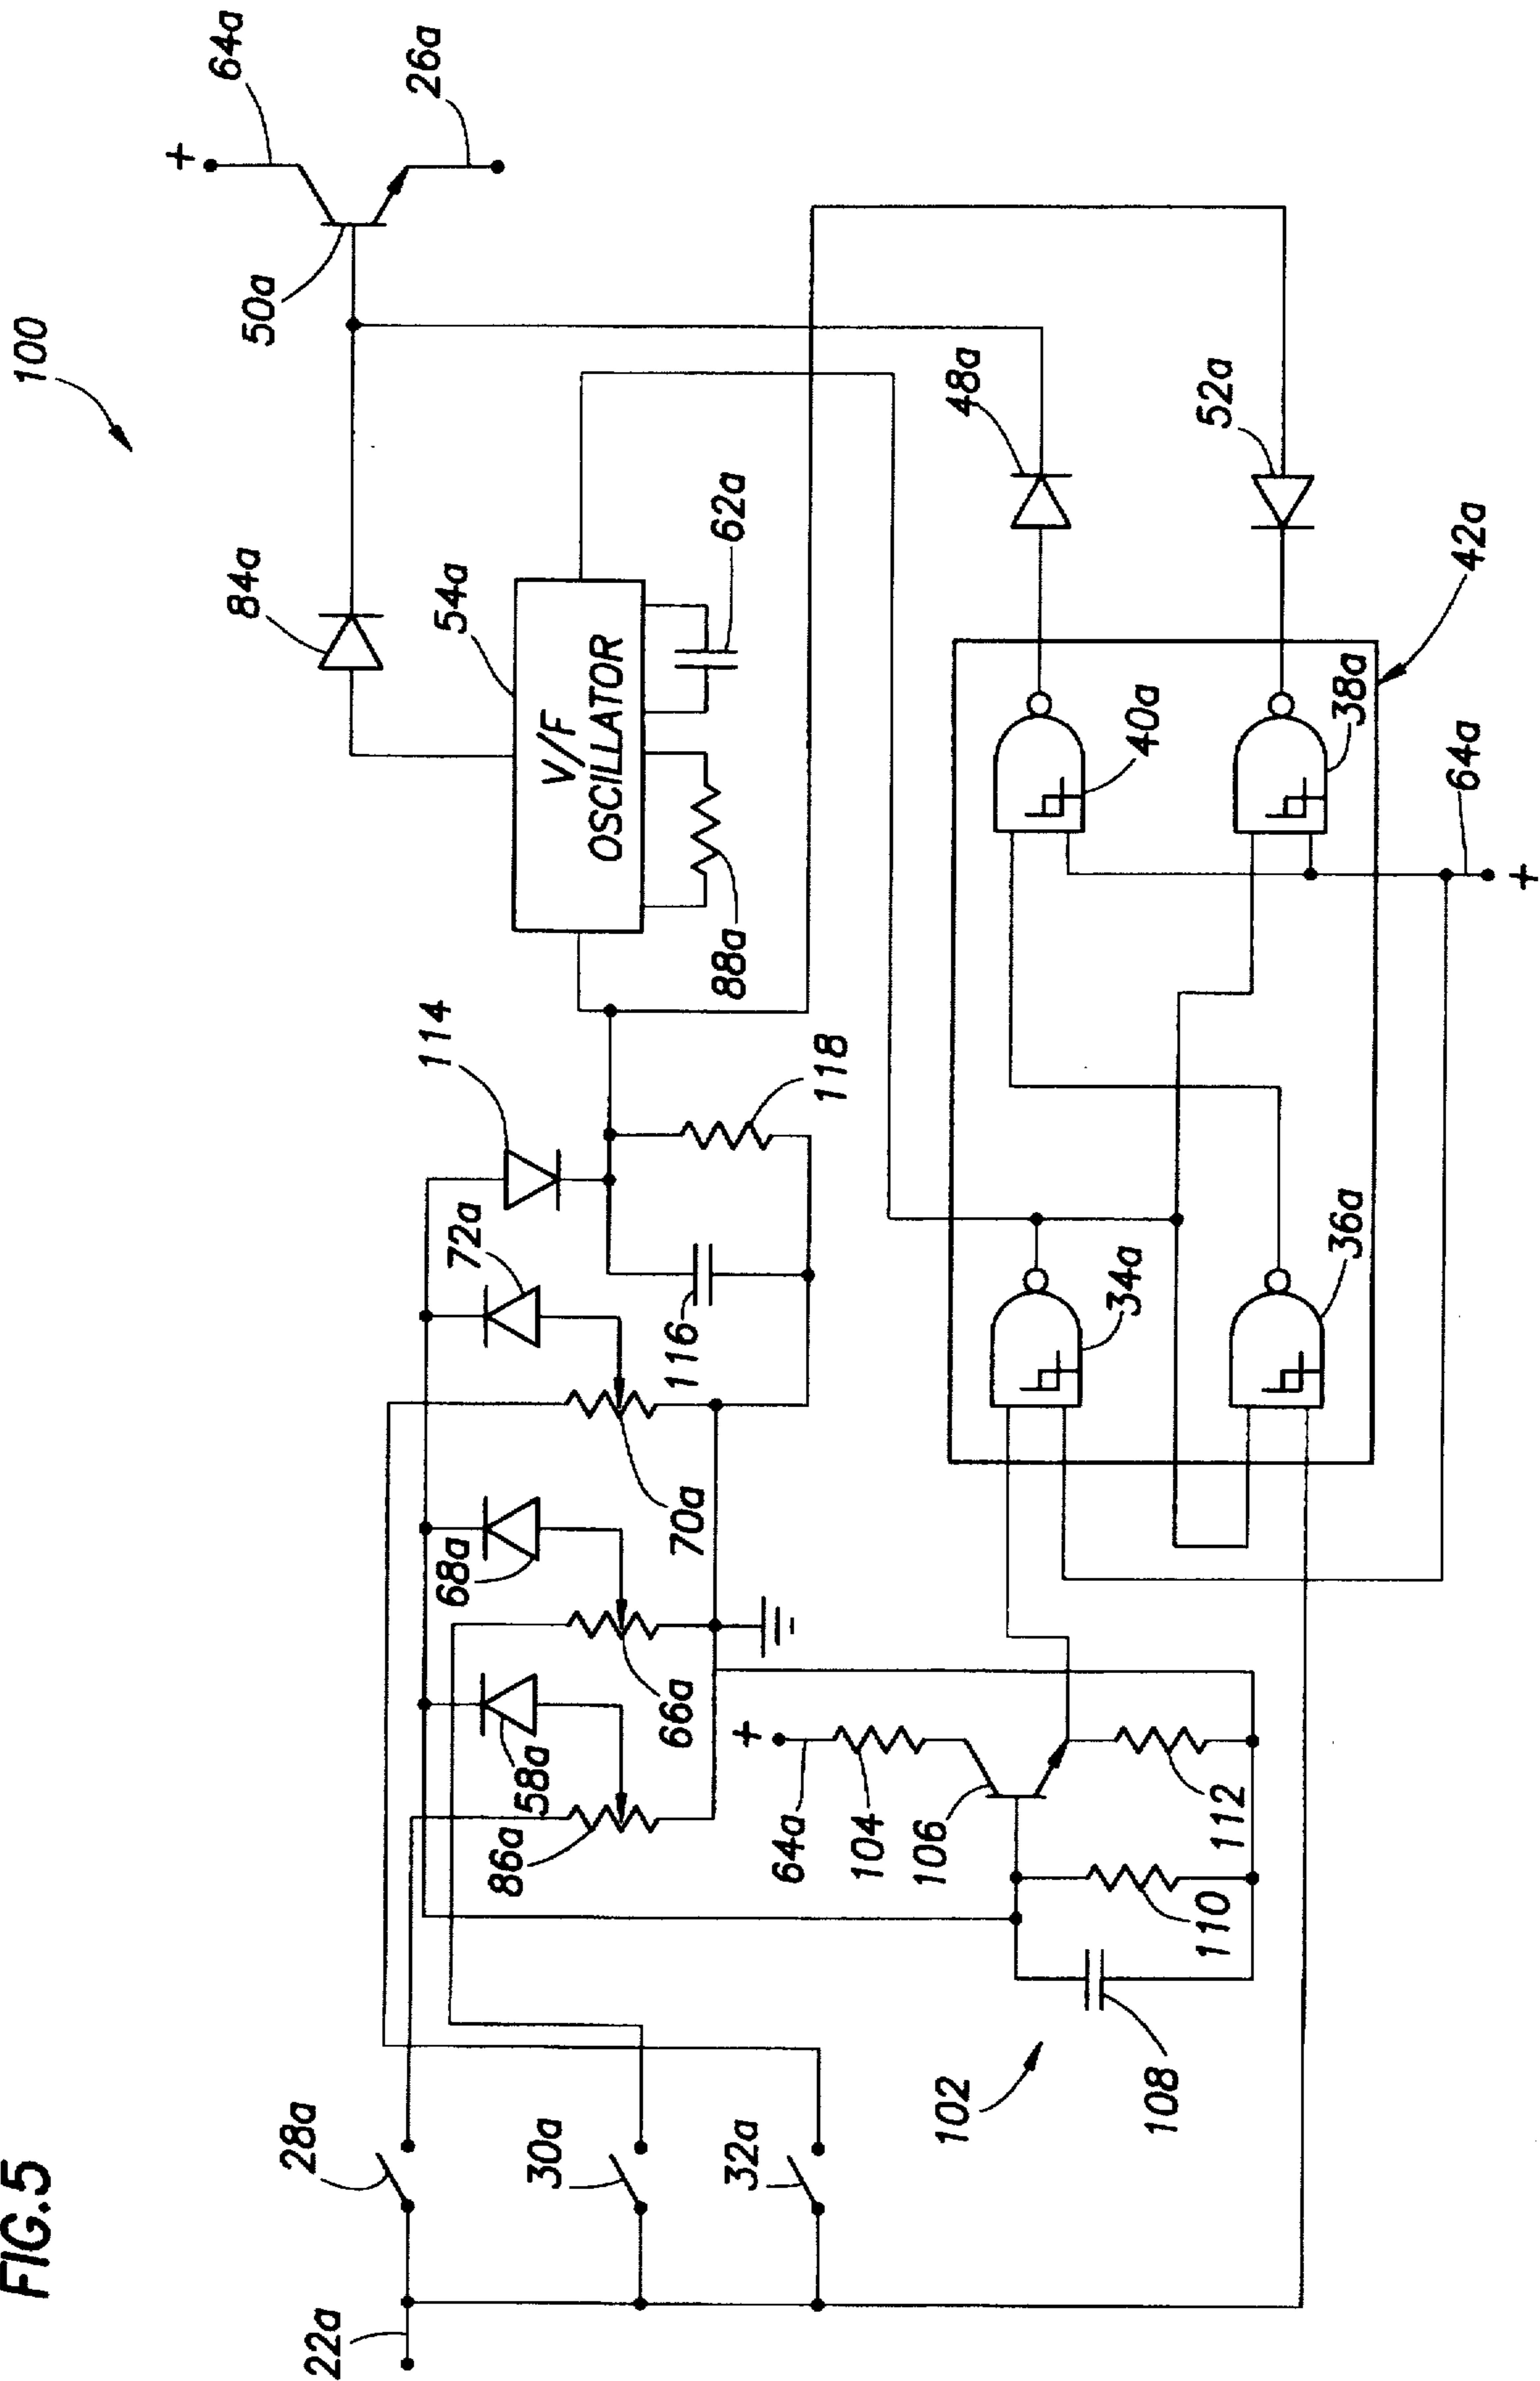 FIG.5
100
22a
28a
30a
32a
86a
58a
66a
68a
70a
72a
114
116
118
V/F
OSCILLATOR
54a
88a
62a
84a
50a
64a
+
26a
+
64a
104
106
102
108
110
112
34a
36a
40a
38a
48a
52a
42a
64a
+